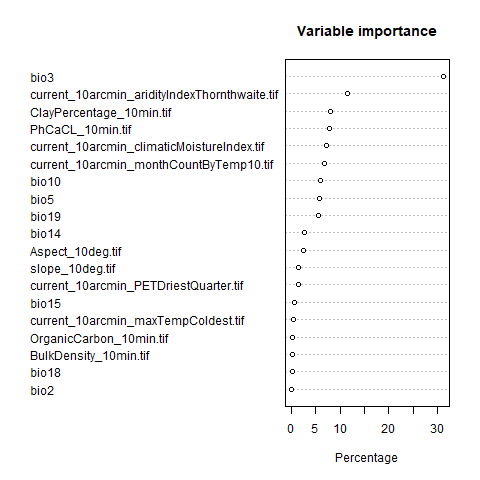 Variable importance
bio3
current_10arcmin_aridityIndexThornthwaite.tif
ClayPercentage_10min.tif
PhCaCL_10min.tif
current_10arcmin_climaticMoistureIndex.tif
current_10arcmin_monthCountByTemp10.tif
bio10
bio5
bio19
bio14
Aspect_10deg.tif
slope_10deg.tif
current_10arcmin_PETDriestQuarter.tif
bio15
current_10arcmin_maxTempColdest.tif
OrganicCarbon_10min.tif
BulkDensity_10min.tif
bio18
bio2
0 5 10 20 30
Percentage